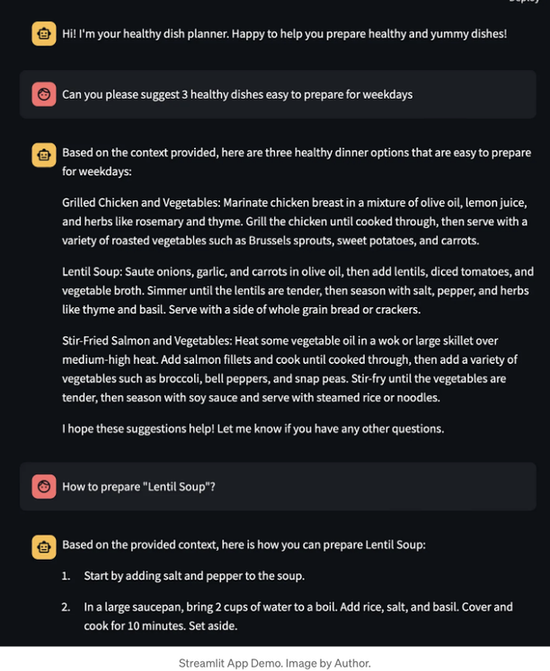 Deploy
Hi! I'm your healthy dish planner. Happy to help you prepare healthy and yummy dishes!
Can you please suggest 3 healthy dishes easy to prepare for weekdays
Based on the context provided, here are three healthy dinner options that are easy to prepare
for weekdays:
Grilled Chicken and Vegetables: Marinate chicken breast in a mixture of olive oil, lemon juice,
and herbs like rosemary and thyme. Grill the chicken until cooked through, then serve with a
variety of roasted vegetables such as Brussels sprouts, sweet potatoes, and carrots.
Lentil Soup: Saute onions, garlic, and carrots in olive oil, then add lentils, diced tomatoes, and
vegetable broth. Simmer until the lentils are tender, then season with salt, pepper, and herbs
like thyme and basil. Serve with a side of whole grain bread or crackers.
Stir-Fried Salmon and Vegetables: Heat some vegetable oil in a wok or large skillet over
medium-high heat. Add salmon fillets and cook until cooked through, then add a variety of
vegetables such as broccoli, bell peppers, and snap peas. Stir-fry until the vegetables are
tender, then season with soy sauce and serve with steamed rice or noodles.
I hope these suggestions help! Let me know if you have any other questions.
How to prepare "Lentil Soup"?
Based on the provided context, here is how you can prepare Lentil Soup:
1. Start by adding salt and pepper to the soup.
2. In a large saucepan, bring 2 cups of water to a boil. Add rice, salt, and basil. Cover and
cook for 10 minutes. Set aside.
Streamlit App Demo. Image by Author.